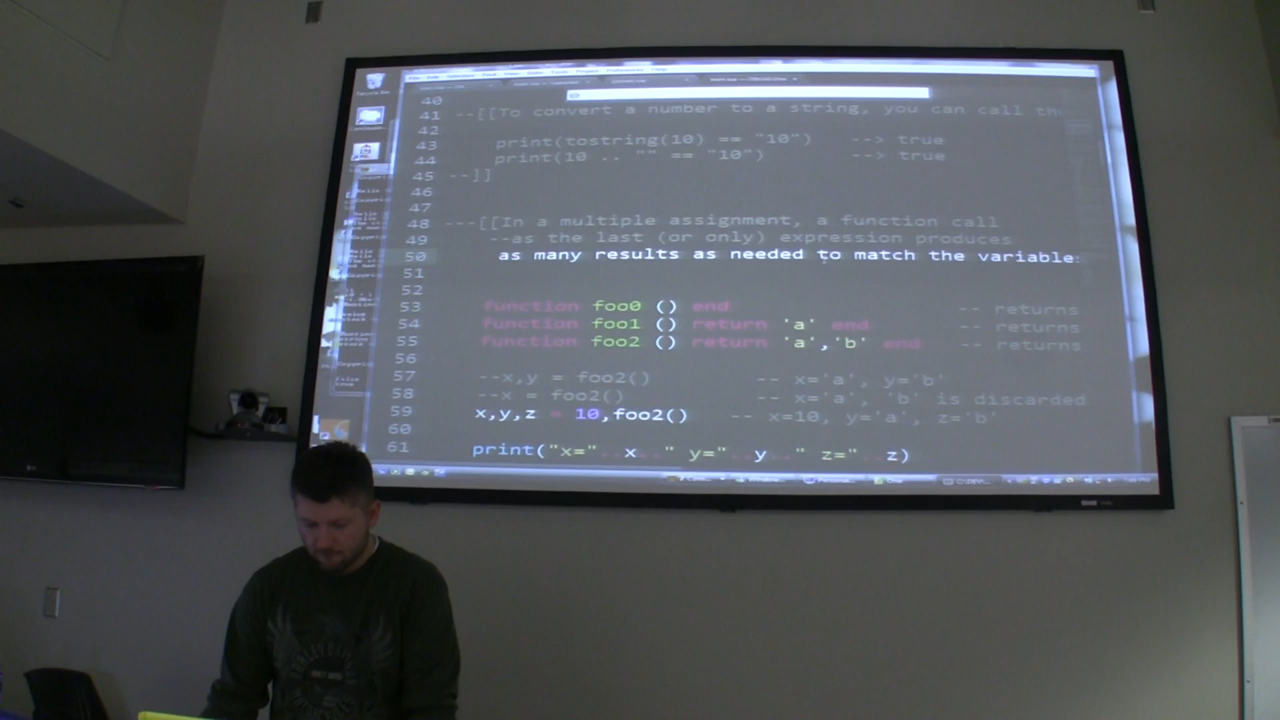 40
41 --[[To convert a number to a string, you can call th
42
43 print(tostring(10) == "10") --> true
44 print(10 .. "" == "10") --> true
45 --]]
46
47
48 ---[[In a multiple assignment, a function call
49 --as the last (or only) expression produces
50 as many results as needed to match the variable
51
52
53 function foo0 () end -- returns
54 function foo1 () return 'a' end -- returns
55 function foo2 () return 'a','b' end -- returns
56
57 --x,y = foo2() -- x='a', y='b'
58 --x = foo2() -- x='a', 'b' is discarded
59 x,y,z = 10,foo2() -- x=10, y='a', z='b'
60
61 print("x=" .. x .. " y=" .. y .. " z=" .. z)